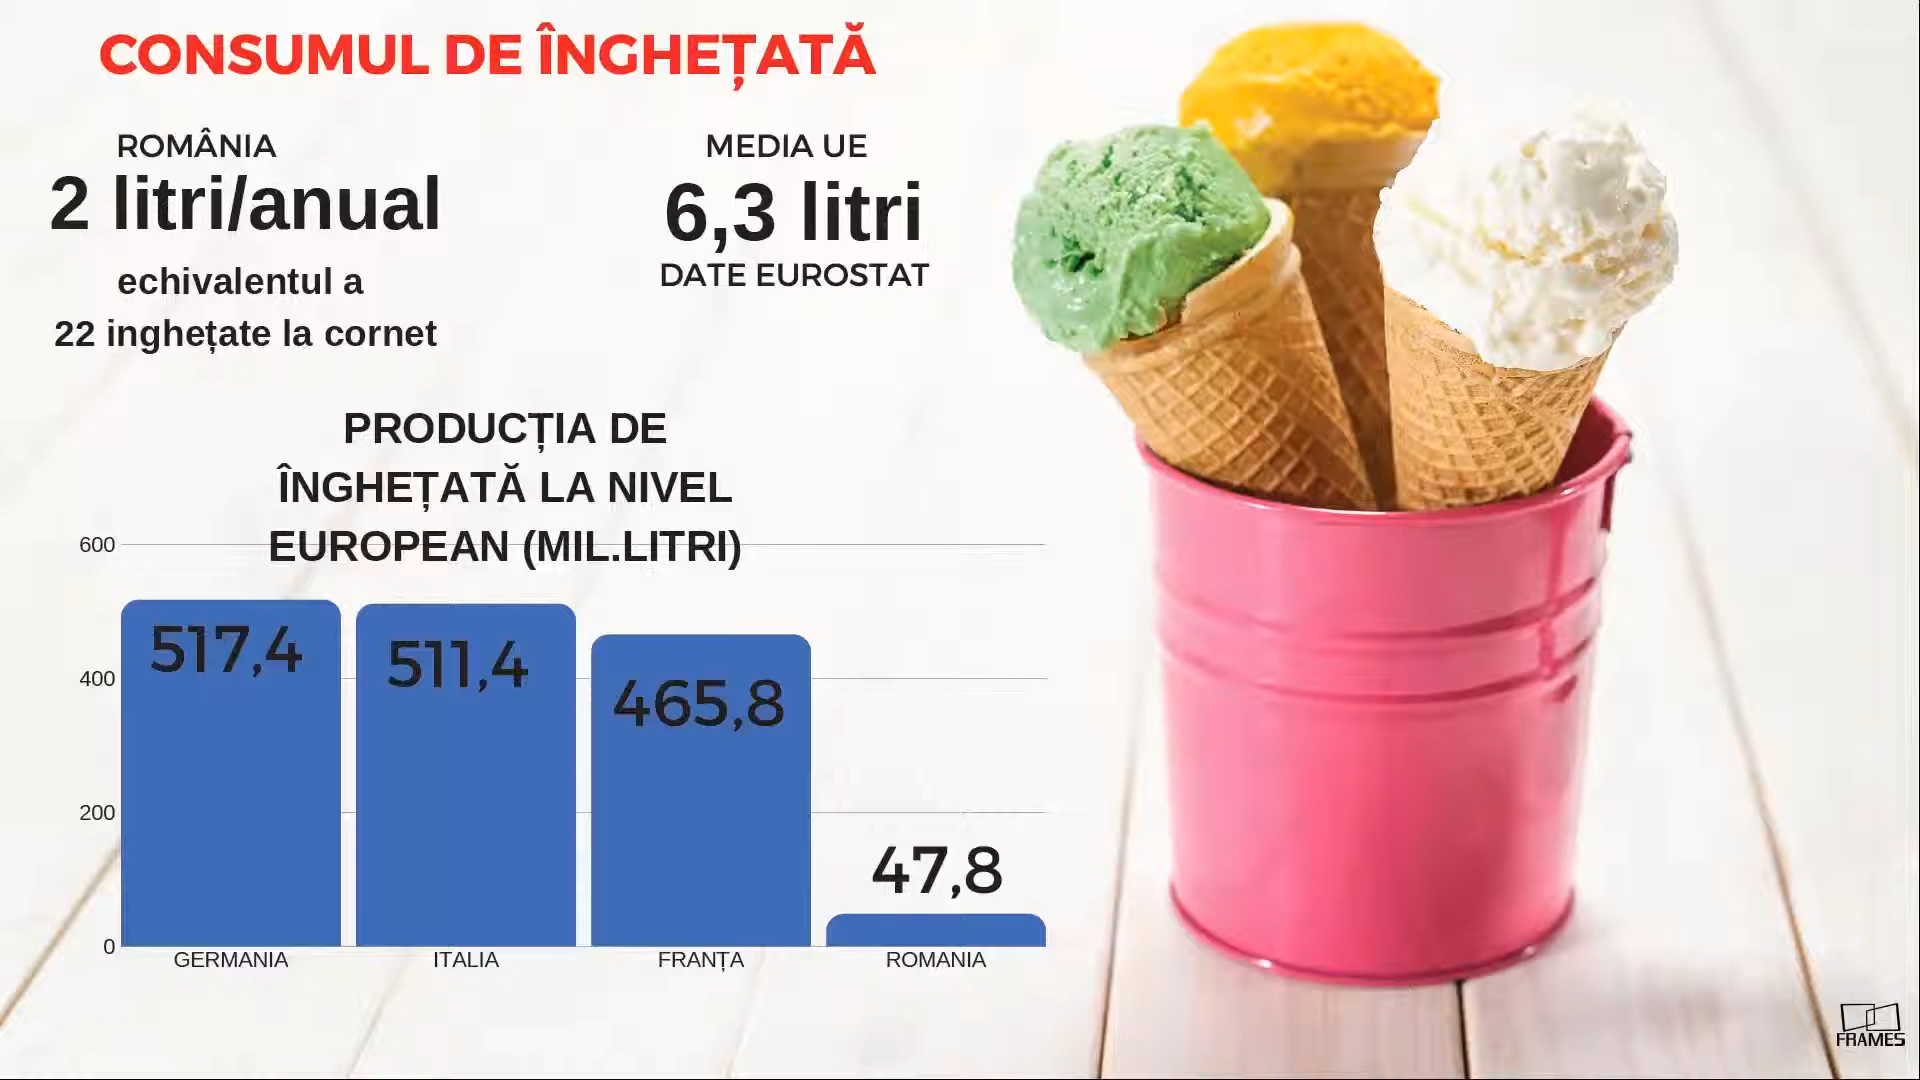 CONSUMUL DE ÎNGHEȚATĂ
ROMÂNIA
2 litri/anual
echivalentul a
22 inghețate la cornet
MEDIA UE
6,3 litri
DATE EUROSTAT
PRODUCȚIA DE
ÎNGHEȚATĂ LA NIVEL
EUROPEAN (MIL.LITRI)
600
400
200
0
517,4
511,4
465,8
47,8
GERMANIA
ITALIA
FRANȚA
ROMANIA
FRAMES